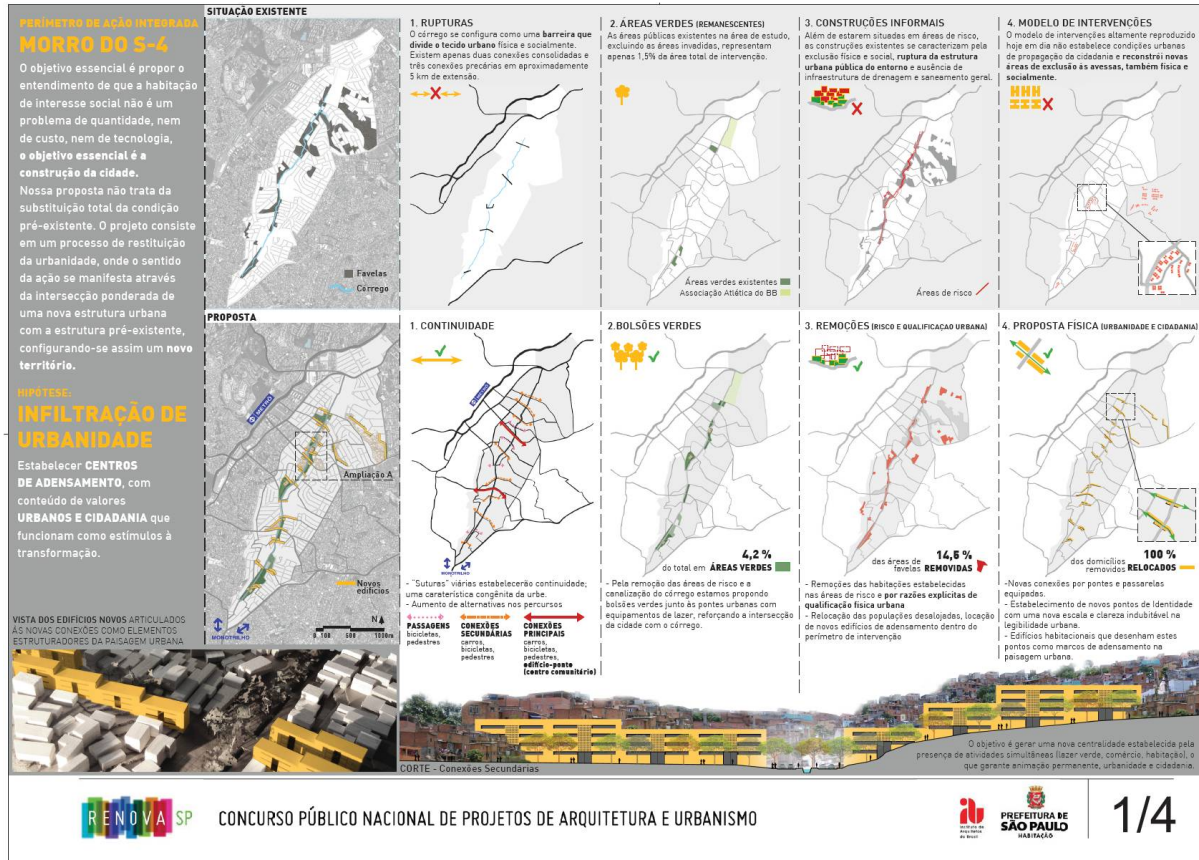 PERÍMETRO DE AÇÃO INTEGRADA
MORRO DO S-4
O objetivo essencial é propor o
entendimento de que a habitação
de interesse social não é um
problema de quantidade, nem
de custo, nem de tecnologia,
o objetivo essencial é a
construção da cidade.
Nossa proposta não trata da
substituição total da condição
pré-existente. O projeto consiste
em um processo de restituição
da urbanidade, onde o sentido
da ação se manifesta através
da intersecção ponderada de
uma nova estrutura urbana
com a estrutura pré-existente,
configurando-se assim um novo
território.
HIPÓTESE:
INFILTRAÇÃO DE
URBANIDADE
Estabelecer CENTROS
DE ADENSAMENTO, com
conteúdo de valores
URBANOS E CIDADANIA que
funcionam como estímulos à
transformação.
VISTA DOS EDIFÍCIOS NOVOS ARTICULADOS
ÀS NOVAS CONEXÕES COMO ELEMENTOS
ESTRUTURADORES DA PAISAGEM URBANA
SITUAÇÃO EXISTENTE
Favelas
Córrego
1. RUPTURAS
O córrego se configura como uma barreira que
divide o tecido urbano física e socialmente.
Existem apenas duas conexões consolidadas e
três conexões precárias em aproximadamente
5 km de extensão.
2. ÁREAS VERDES (REMANESCENTES)
As áreas públicas existentes na área de estudo,
excluindo as áreas invadidas, representam
apenas 1,5% da área total de intervenção.
Áreas verdes existentes
Associação Atlética do BB
3. CONSTRUÇÕES INFORMAIS
Além de estarem situadas em áreas de risco,
as construções existentes se caracterizam pela
exclusão física e social, ruptura da estrutura
urbana pública do entorno e ausência de
infraestrutura de drenagem e saneamento geral.
Áreas de risco
4. MODELO DE INTERVENÇÕES
O modelo de intervenções altamente reproduzido
hoje em dia não estabelece condições urbanas
de propagação da cidadania e reconstrói novas
áreas de exclusão às avessas, também física e
socialmente.
PROPOSTA
METRO
Ampliação A
Novos
edifícios
MONOTRILHO
N
0 100 500 1000m
1. CONTINUIDADE
METRO
MONOTRILHO
- "Suturas" viárias estabelecerão continuidade;
uma caraterística congênita da urbe.
- Aumento de alternativas nos percursos
PASSAGENS
bicicletas,
pedestres
CONEXÕES
SECUNDÁRIAS
carros,
bicicletas,
pedestres
CONEXÕES
PRINCIPAIS
carros,
bicicletas,
pedestres,
edifício-ponte
(centro comunitário)
2.BOLSÕES VERDES
4,2 %
do total em ÁREAS VERDES
- Pela remoção das áreas de risco e a
canalização do córrego estamos propondo
bolsões verdes junto às pontes urbanas com
equipamentos de lazer, reforçando a intersecção
da cidade com o córrego.
3. REMOÇÕES (RISCO E QUALIFICAÇAO URBANA)
14,5 %
das áreas de
favelas REMOVIDAS
- Remoções das habitações estabelecidas
nas áreas de risco e por razões explicitas de
qualificação física urbana
- Relocação das populações desalojadas, locação
de novos edifícios de adensamento dentro do
perímetro de intervenção
4. PROPOSTA FÍSICA (URBANIDADE E CIDADANIA)
100 %
dos domicílios
removidos RELOCADOS
-Novas conexões por pontes e passarelas
equipadas.
- Estabelecimento de novos pontos de Identidade
com uma nova escala e clareza indubitável na
legibilidade urbana.
- Edifícios habitacionais que desenham estes
pontos como marcos de adensamento na
paisagem urbana.
CORTE - Conexões Secundárias
O objetivo é gerar uma nova centralidade estabelecida pela
presença de atividades simultâneas (lazer verde, comércio, habitação), o
que garante animação permanente, urbanidade e cidadania.
RENOVA SP
CONCURSO PÚBLICO NACIONAL DE PROJETOS DE ARQUITETURA E URBANISMO
iab
Instituto de
Arquitetos
do Brasil
PREFEITURA DE
SÃO PAULO
HABITAÇÃO
1/4